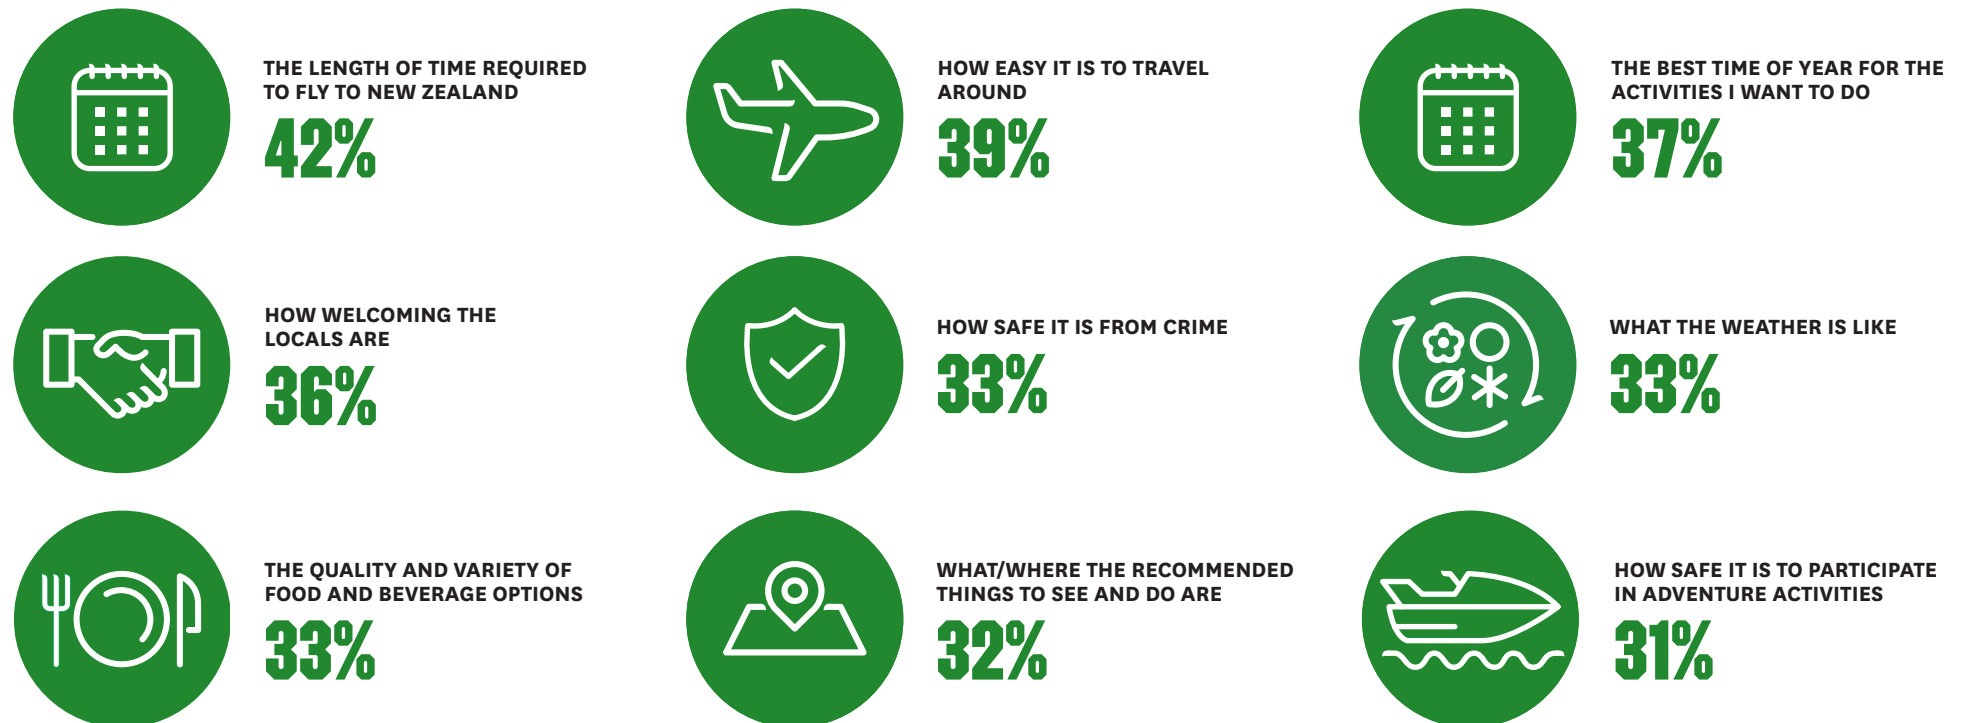 THE LENGTH OF TIME REQUIRED
TO FLY TO NEW ZEALAND
42%
HOW EASY IT IS TO TRAVEL
AROUND
39%
THE BEST TIME OF YEAR FOR THE
ACTIVITIES I WANT TO DO
37%
HOW WELCOMING THE
LOCALS ARE
36%
HOW SAFE IT IS FROM CRIME
33%
WHAT THE WEATHER IS LIKE
33%
THE QUALITY AND VARIETY OF
FOOD AND BEVERAGE OPTIONS
33%
WHAT/WHERE THE RECOMMENDED
THINGS TO SEE AND DO ARE
32%
HOW SAFE IT IS TO PARTICIPATE
IN ADVENTURE ACTIVITIES
31%